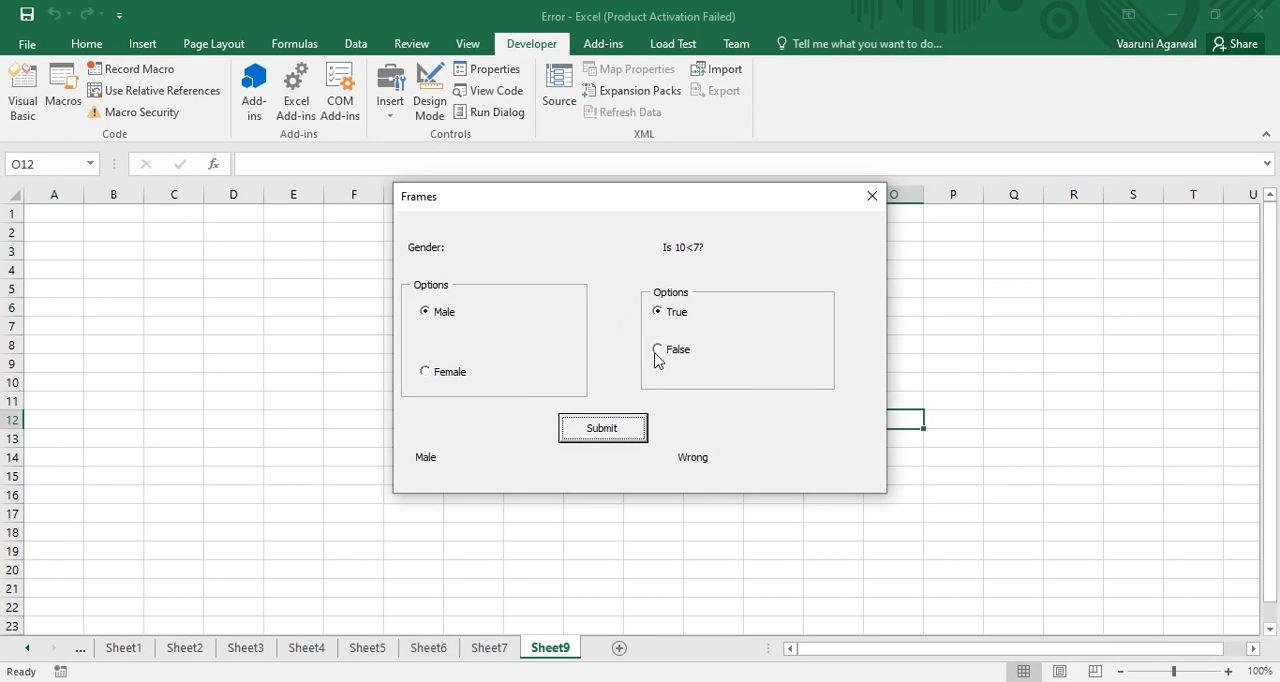 Error - Excel (Product Activation Failed)
File Home Insert Page Layout Formulas Data Review View Developer Add-ins Load Test Team Tell me what you want to do... Vaaruni Agarwal Share
Visual Basic
Macros
Record Macro
Use Relative References
Macro Security
Code
Add-ins
Excel Add-ins
COM Add-ins
Add-ins
Insert
Design Mode
Properties
View Code
Run Dialog
Controls
Source
Map Properties
Expansion Packs
Refresh Data
Import
Export
XML
O12
fx
A B C D E F O P Q R S T U
1
2
3
4
5
6
7
8
9
10
11
12
13
14
15
16
17
18
19
20
21
22
23
Frames
Gender: Is 10<7?
Options
Male
Female
Options
True
False
Submit
Male Wrong
... Sheet1 Sheet2 Sheet3 Sheet4 Sheet5 Sheet6 Sheet7 Sheet9
Ready 100%